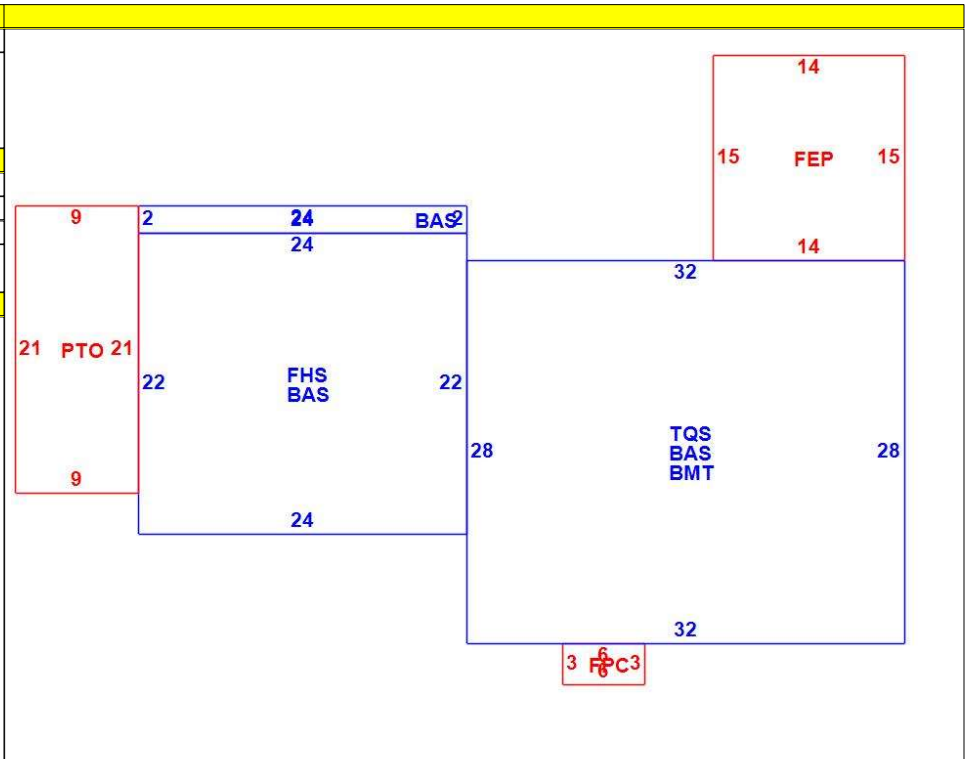 14
15 FEP 15
14
9
2 24 BAS 2
24
32
21 PTO 21
22 FHS 22
BAS
28 TQS 28
BAS
BMT
9
24
32
6
3 FPC 3
6